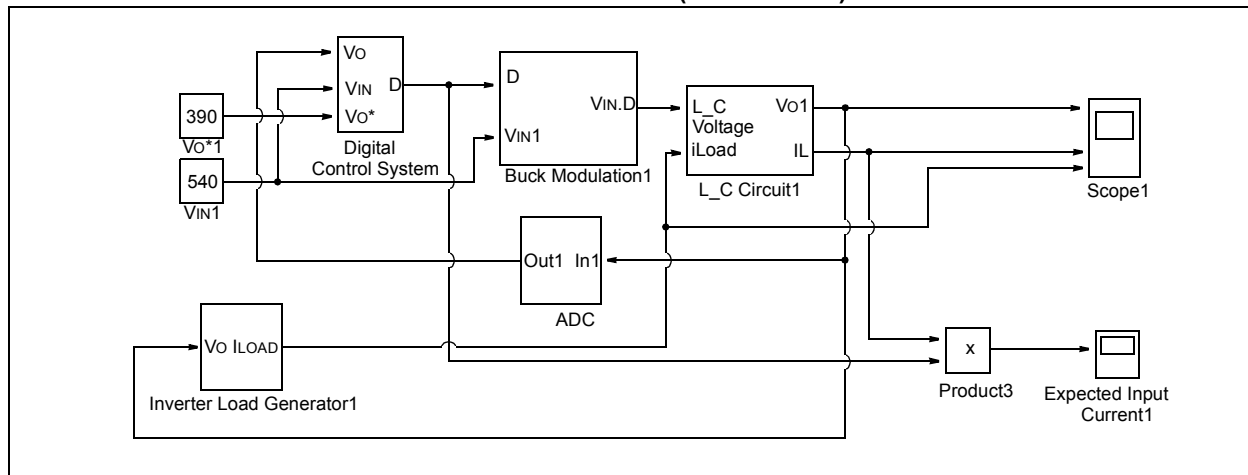 Vo
VIN
Vo*
D
Digital
Control System
390
Vo*1
540
VIN1
D
VIN1
VIN.D
Buck Modulation1
L_C
Voltage
iLoad
Vo1
IL
L_C Circuit1
Scope1
Out1 In1
ADC
Vo ILOAD
Inverter Load Generator1
x
Product3
Expected Input
Current1